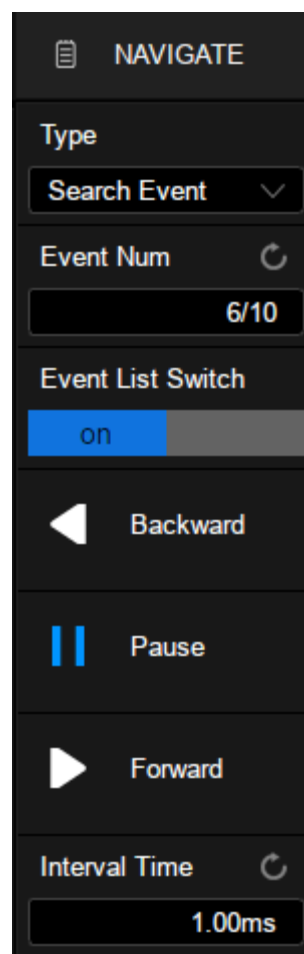 NAVIGATE
Type
Search Event
Event Num
6/10
Event List Switch
on
Backward
Pause
Forward
Interval Time
1.00ms